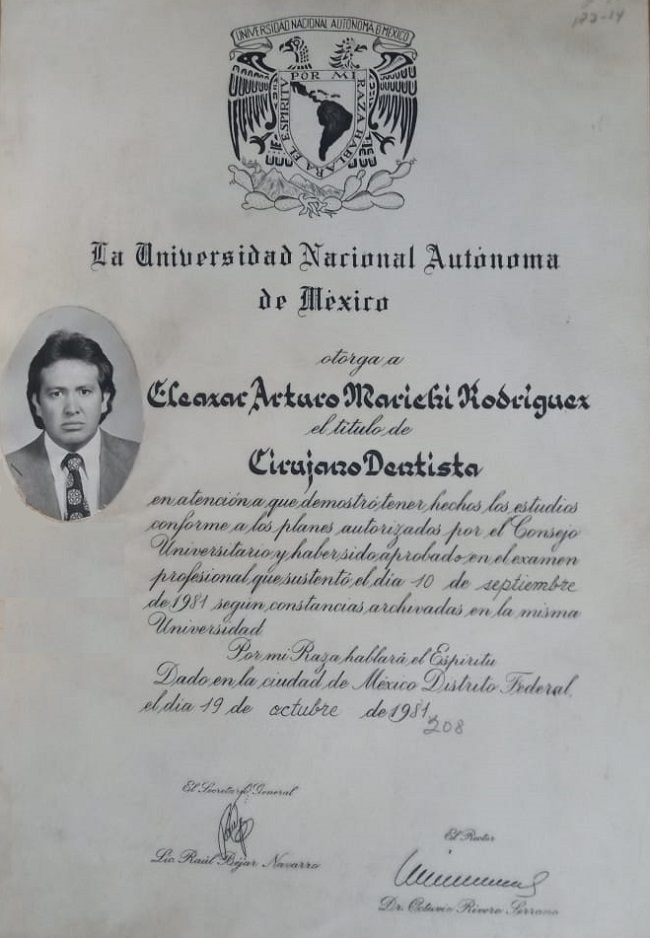 173-14
UNIVERSIDAD NACIONAL AUTONOMA D MEXICO
POR MI RAZA HABLARA EL ESPIRITU
La Universidad Nacional Autónoma
de México
otorga a
Eleazar Arturo Marichi Rodriguez
el título de
Cirujano Dentista
en atención a que demostró tener hechos los estudios
conforme a los planes autorizados por el Consejo
Universitario y haber sido aprobado en el examen
profesional que sustentó el día 10 de septiembre
de 1981 según constancias archivadas en la misma
Universidad
Por mi Raza hablará el Espíritu
Dado en la ciudad de México Distrito Federal,
el día 19 de octubre de 1981
208
El Secretario General
Lic. Raúl Béjar Navarro
El Rector
Dr. Octavio Rivero Serrano